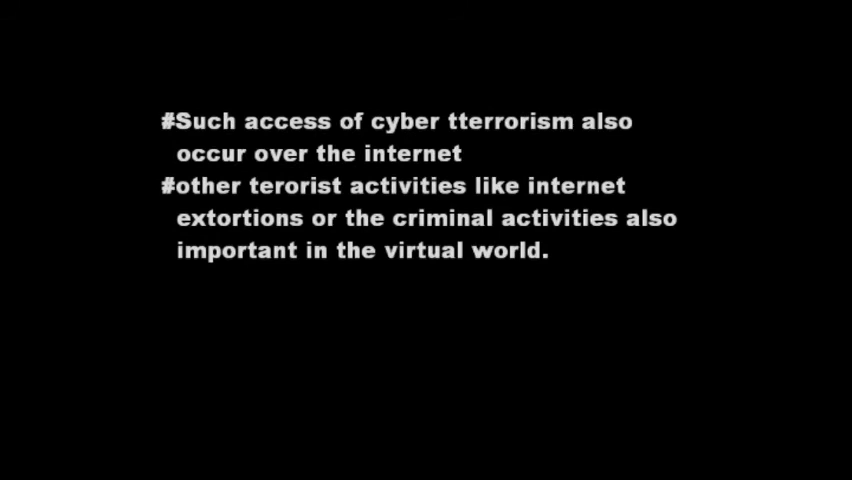 #Such access of cyber tterrorism also
occur over the internet
#other terorist activities like internet
extortions or the criminal activities also
important in the virtual world.